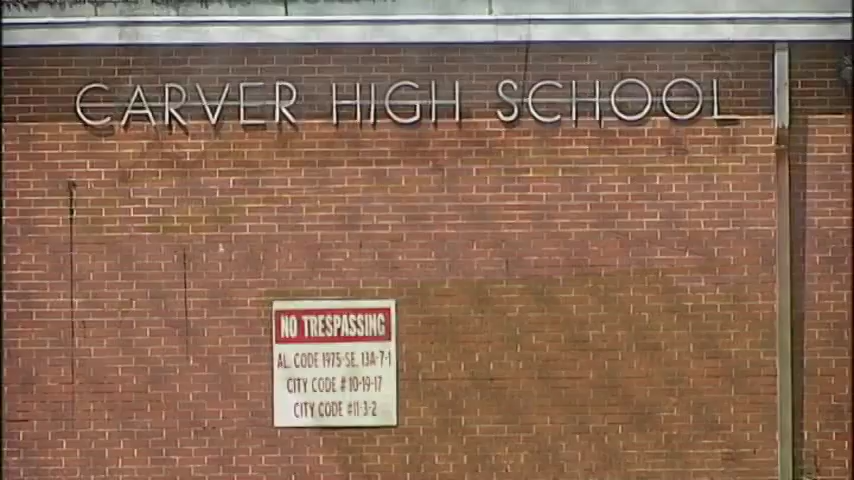 CARVER HIGH SCHOOL
NO TRESPASSING
AL. CODE 1975-SE. 13A-7-1
CITY CODE #10-19-17
CITY CODE #11-3-2